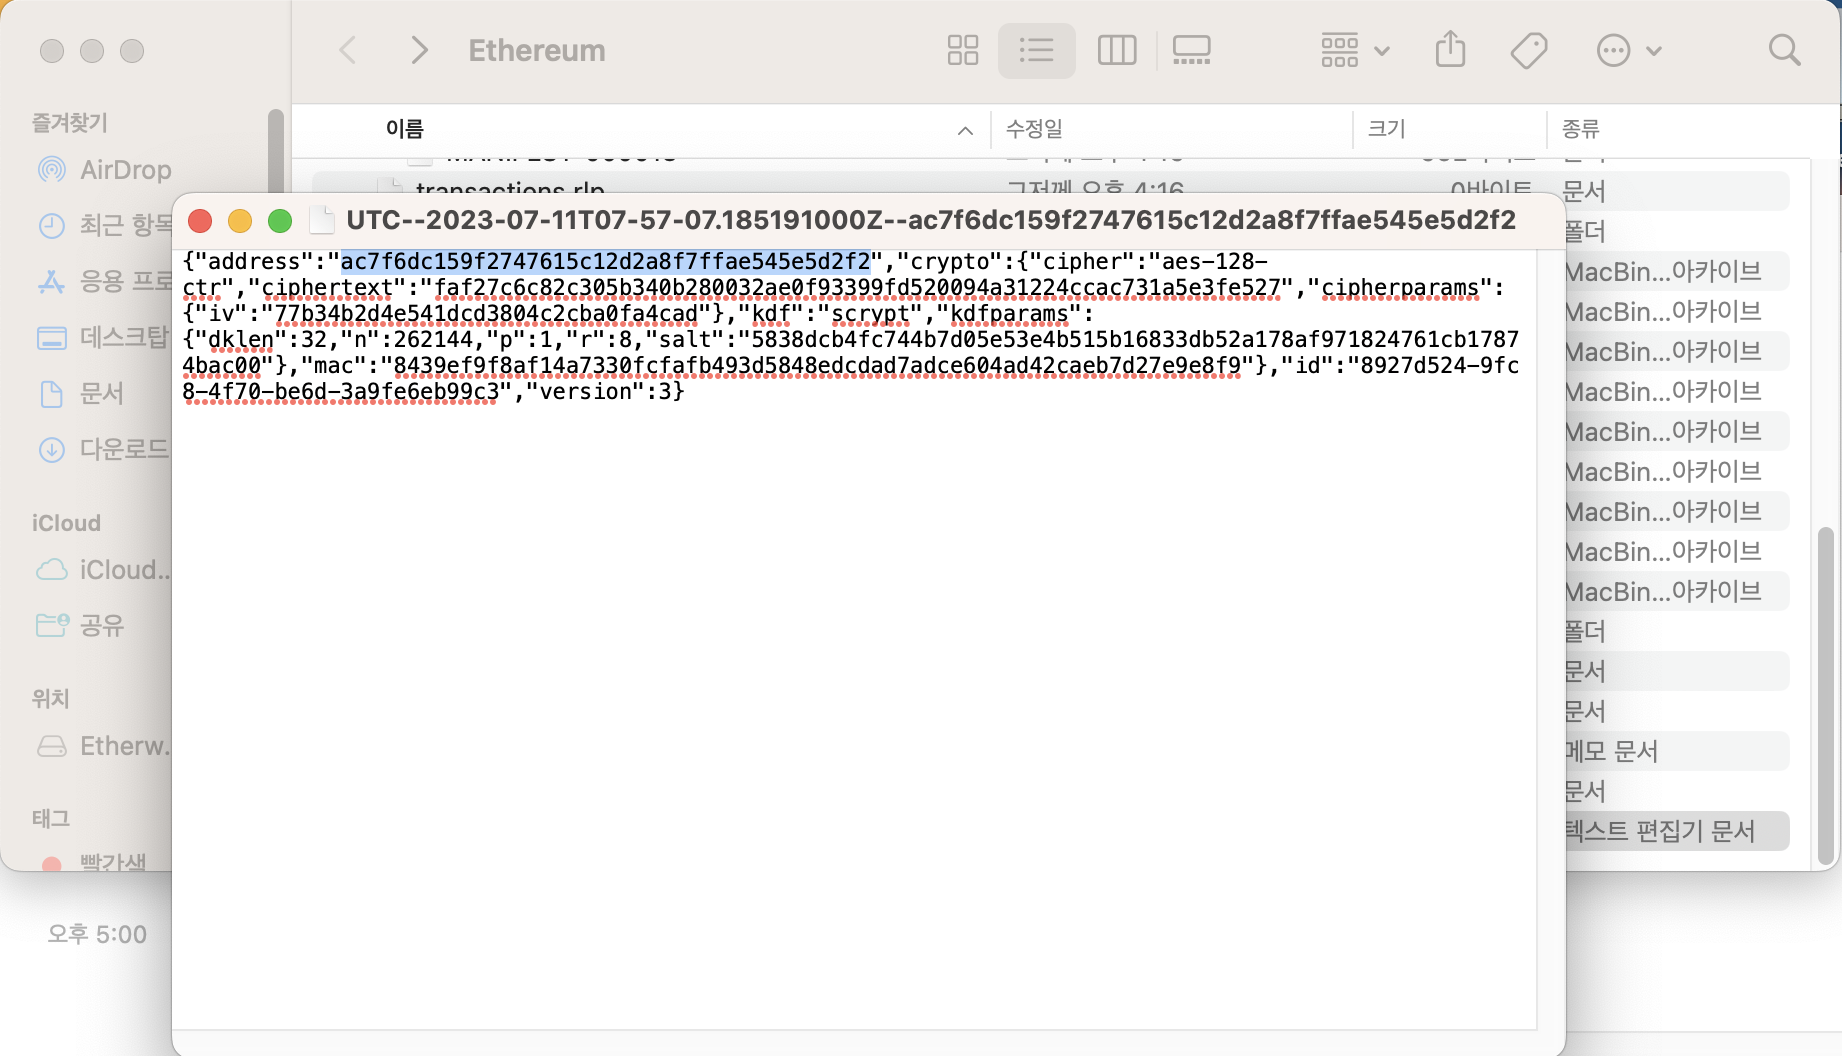 Ethereum
즐겨찾기
AirDrop
최근 항목
응용 프로
데스크탑
문서
다운로드
iCloud
iCloud...
공유
위치
Etherw...
태그
빨간색
이름
수정일
크기
종류
transactions.rlp 그저께 오후 4:16 0바이트 문서
폴더
MacBin...아카이브
MacBin...아카이브
MacBin...아카이브
MacBin...아카이브
MacBin...아카이브
MacBin...아카이브
MacBin...아카이브
MacBin...아카이브
MacBin...아카이브
폴더
문서
문서
메모 문서
문서
텍스트 편집기 문서
UTC--2023-07-11T07-57-07.185191000Z--ac7f6dc159f2747615c12d2a8f7ffae545e5d2f2
{"address":"ac7f6dc159f2747615c12d2a8f7ffae545e5d2f2","crypto":{"cipher":"aes-128-
ctr","ciphertext":"faf27c6c82c305b340b280032ae0f93399fd520094a31224ccac731a5e3fe527","cipherparams":
{"iv":"77b34b2d4e541dcd3804c2cba0fa4cad"},"kdf":"scrypt","kdfparams":
{"dklen":32,"n":262144,"p":1,"r":8,"salt":"5838dcb4fc744b7d05e53e4b515b16833db52a178af971824761cb1787
4bac00"},"mac":"8439ef9f8af14a7330fcfafb493d5848edcdad7adce604ad42caeb7d27e9e8f9"},"id":"8927d524-9fc
8-4f70-be6d-3a9fe6eb99c3","version":3}
오후 5:00